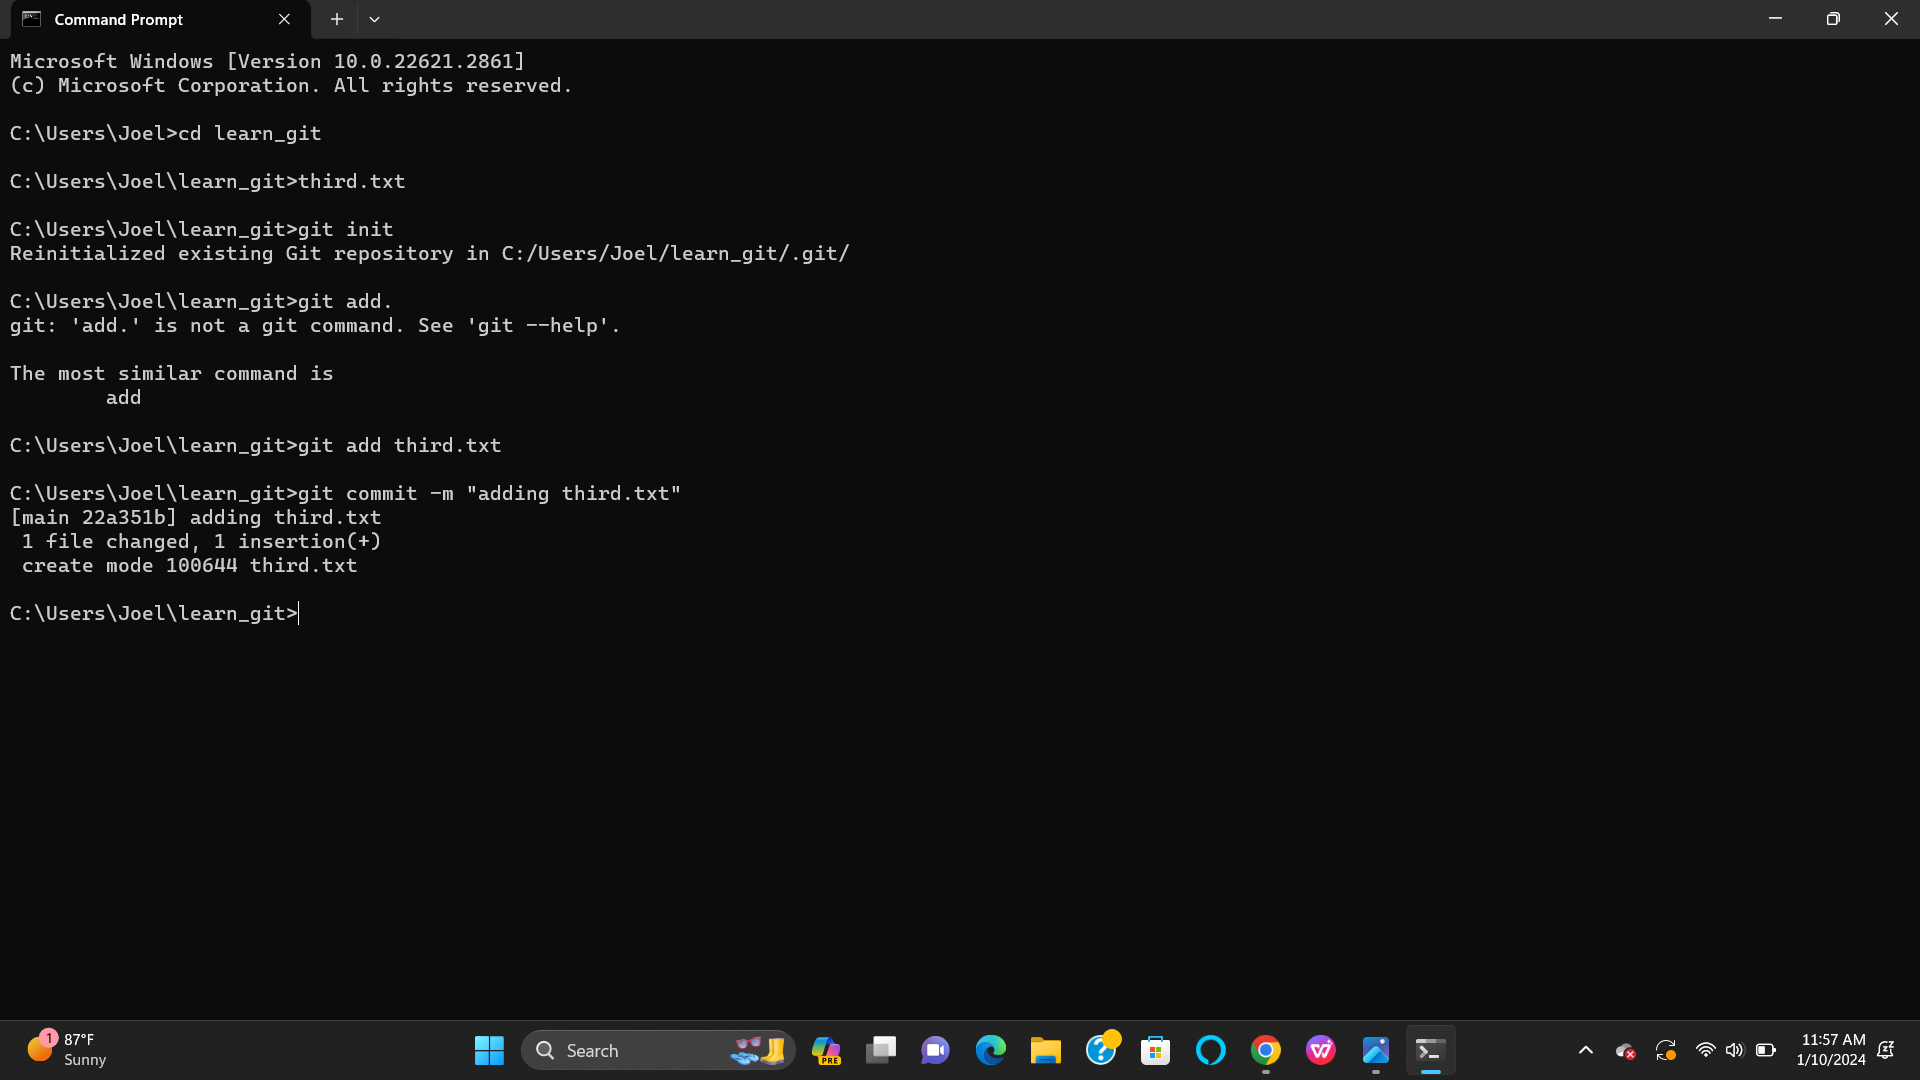 Command Prompt
Microsoft Windows [Version 10.0.22621.2861]
(c) Microsoft Corporation. All rights reserved.
C:\Users\Joel>cd learn_git
C:\Users\Joel\learn_git>third.txt
C:\Users\Joel\learn_git>git init
Reinitialized existing Git repository in C:/Users/Joel/learn_git/.git/
C:\Users\Joel\learn_git>git add.
git: 'add.' is not a git command. See 'git --help'.
The most similar command is
        add
C:\Users\Joel\learn_git>git add third.txt
C:\Users\Joel\learn_git>git commit -m "adding third.txt"
[main 22a351b] adding third.txt
 1 file changed, 1 insertion(+)
 create mode 100644 third.txt
C:\Users\Joel\learn_git>
1
87°F
Sunny
Search
PRE
11:57 AM
1/10/2024